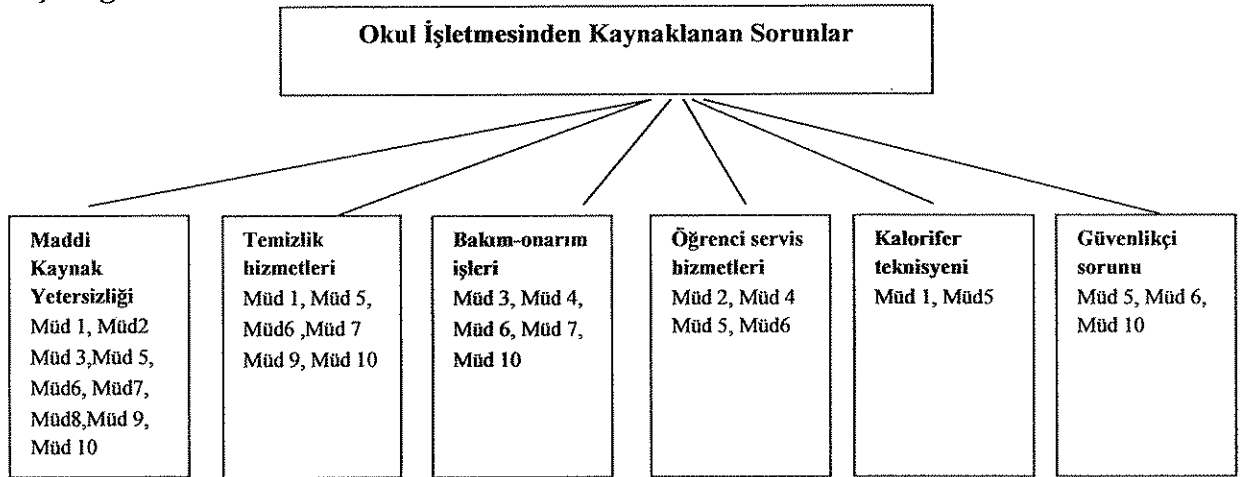 Okul İşletmesinden Kaynaklanan Sorunlar
Maddi
Kaynak
Yetersizliği
Müd 1, Müd2
Müd 3,Müd 5,
Müd6, Müd7,
Müd8,Müd 9,
Müd 10
Temizlik
hizmetleri
Müd 1, Müd 5,
Müd6 ,Müd 7
Müd 9, Müd 10
Bakım-onarım
işleri
Müd 3, Müd 4,
Müd 6, Müd 7,
Müd 10
Öğrenci servis
hizmetleri
Müd 2, Müd 4
Müd 5, Müd6
Kalorifer
teknisyeni
Müd 1, Müd5
Güvenlikçi
sorunu
Müd 5, Müd 6,
Müd 10